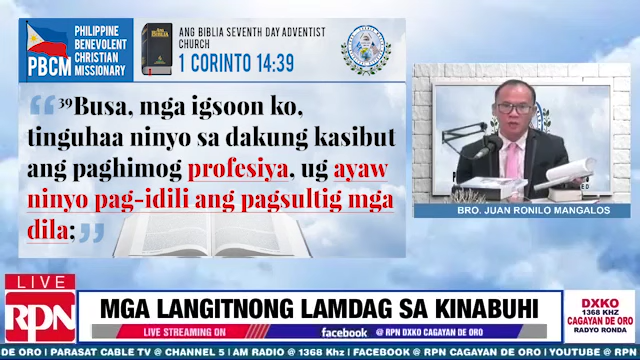 PHILIPPINE
BENEVOLENT
CHRISTIAN
MISSIONARY
PBCM
ANG BIBLIA SEVENTH DAY ADVENTIST
CHURCH
1 CORINTO 14:39
“39Busa, mga igsoon ko,
tinguhaa ninyo sa dakung kasibut
ang paghimog profesiya, ug ayaw
ninyo pag-idili ang pagsultig mga
dila;”
BRO. JUAN RONILO MANGALOS
LIVE
RPN
MGA LANGITNONG LAMDAG SA KINABUHI
LIVE STREAMING ON
facebook
@ RPN DXKO CAGAYAN DE ORO
DXKO
1368 KHZ
CAGAYAN DE ORO
RADYO RONDA
DE ORO | PARASAT CABLE TV @ CHANNEL 5 | AM RADIO @ 1368 Khz | FACEBOOK @ RPN CAGAYAN DE ORO | YOUTUBE @ RPN